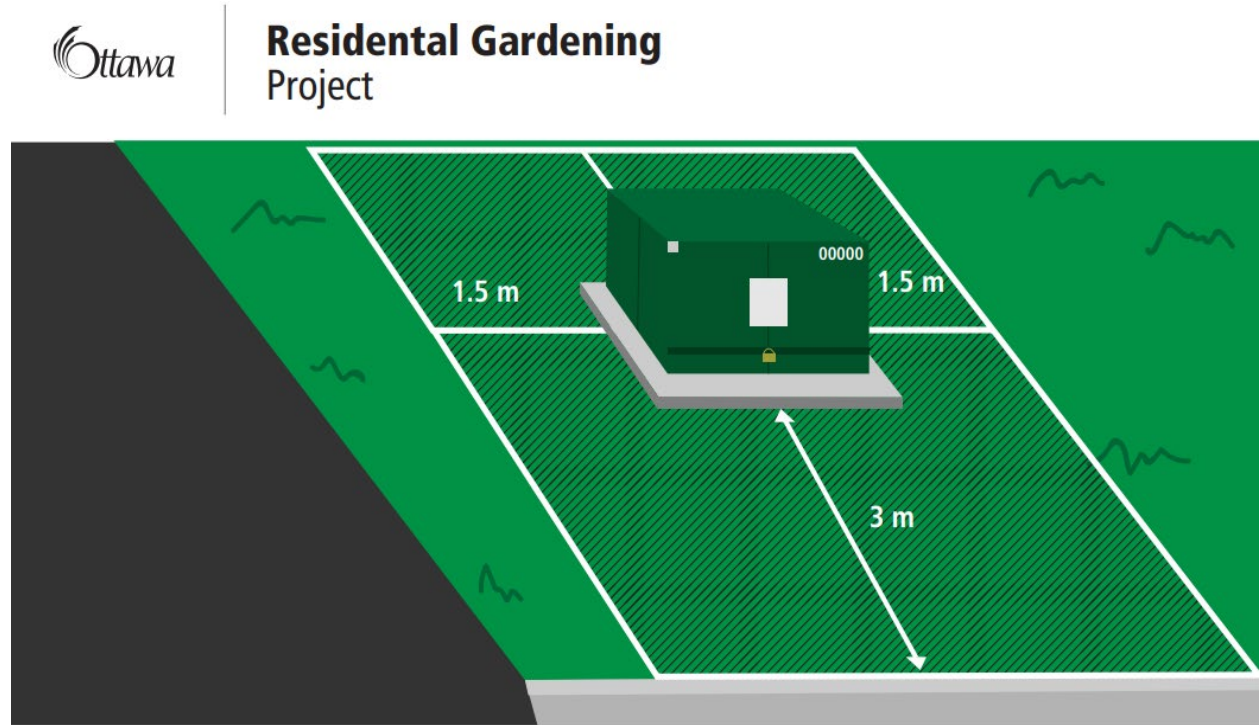 Ottawa
Residental Gardening
Project
00000
1.5 m
1.5 m
3 m